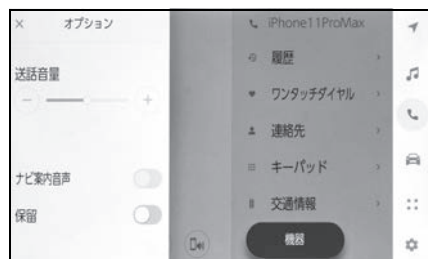 オプション
送話音量
ナビ案内音声
保留
iPhone11ProMax
履歴
ワンタッチダイヤル
連絡先
キーパッド
交通情報
機器